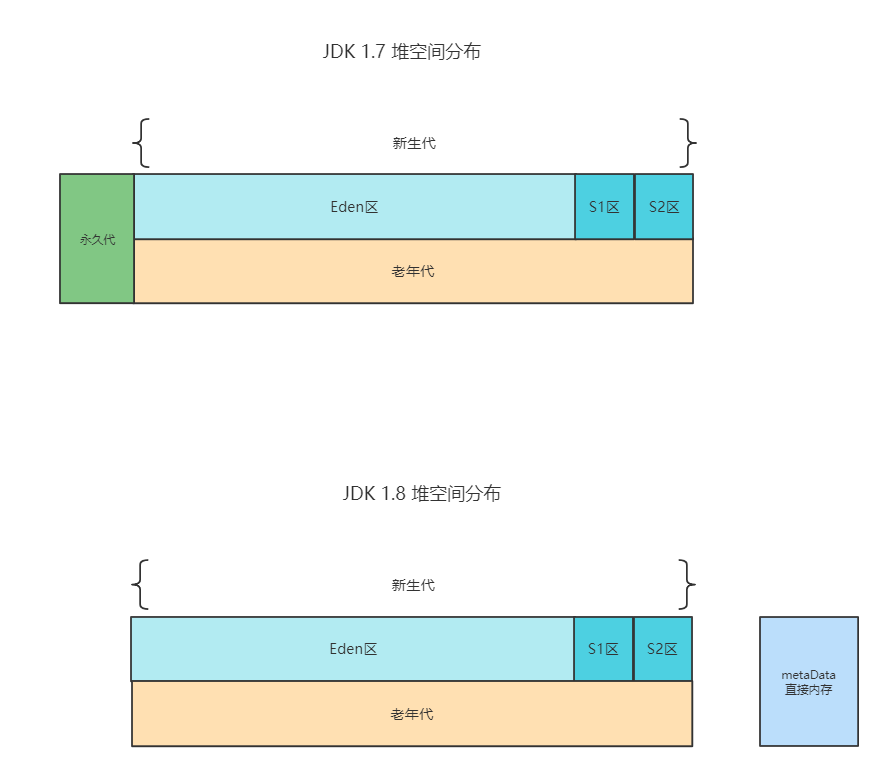 JDK 1.7 堆空间分布
新生代
Eden区
S1区
S2区
永久代
老年代
JDK 1.8 堆空间分布
新生代
Eden区
S1区
S2区
metaData
直接内存
老年代